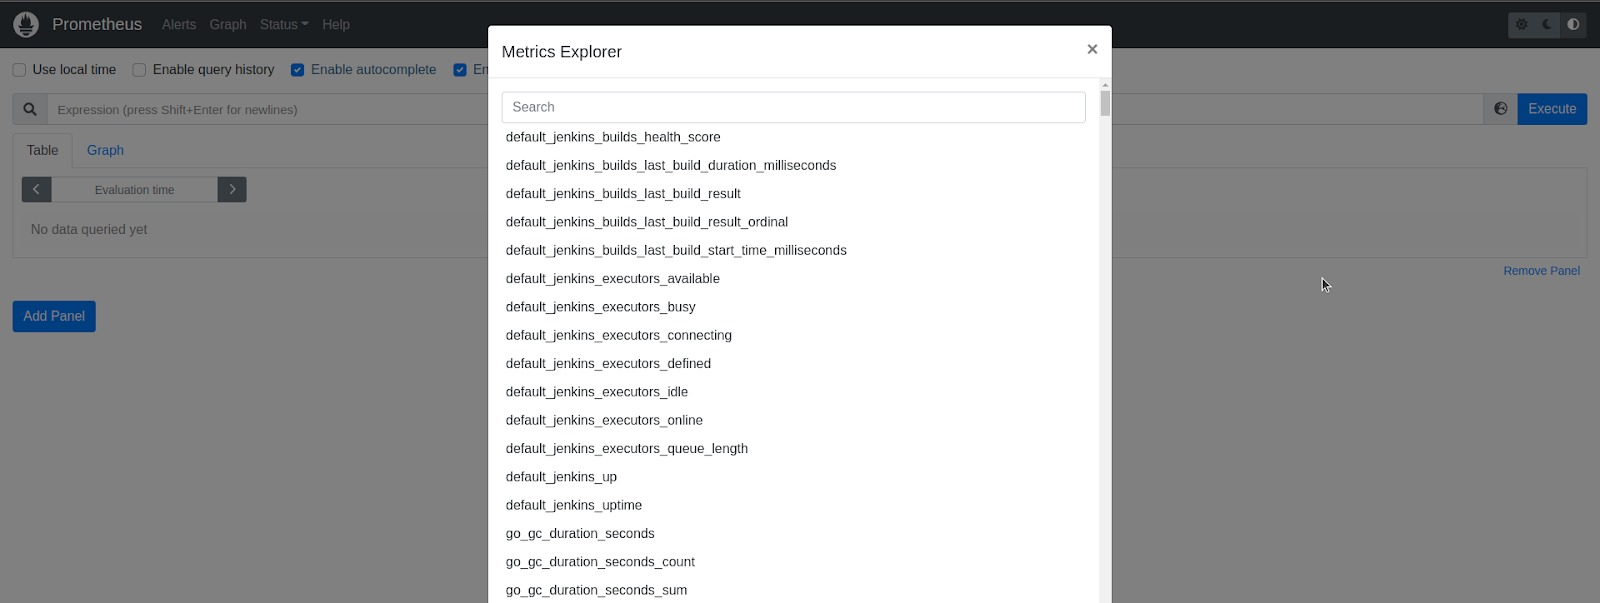 Prometheus Alerts Graph Status Help
Metrics Explorer
×
Use local time Enable query history Enable autocomplete En
Search
Expression (press Shift+Enter for newlines) Execute
Table Graph
Evaluation time
No data queried yet
Remove Panel
Add Panel
default_jenkins_builds_health_score
default_jenkins_builds_last_build_duration_milliseconds
default_jenkins_builds_last_build_result
default_jenkins_builds_last_build_result_ordinal
default_jenkins_builds_last_build_start_time_milliseconds
default_jenkins_executors_available
default_jenkins_executors_busy
default_jenkins_executors_connecting
default_jenkins_executors_defined
default_jenkins_executors_idle
default_jenkins_executors_online
default_jenkins_executors_queue_length
default_jenkins_up
default_jenkins_uptime
go_gc_duration_seconds
go_gc_duration_seconds_count
go_gc_duration_seconds_sum